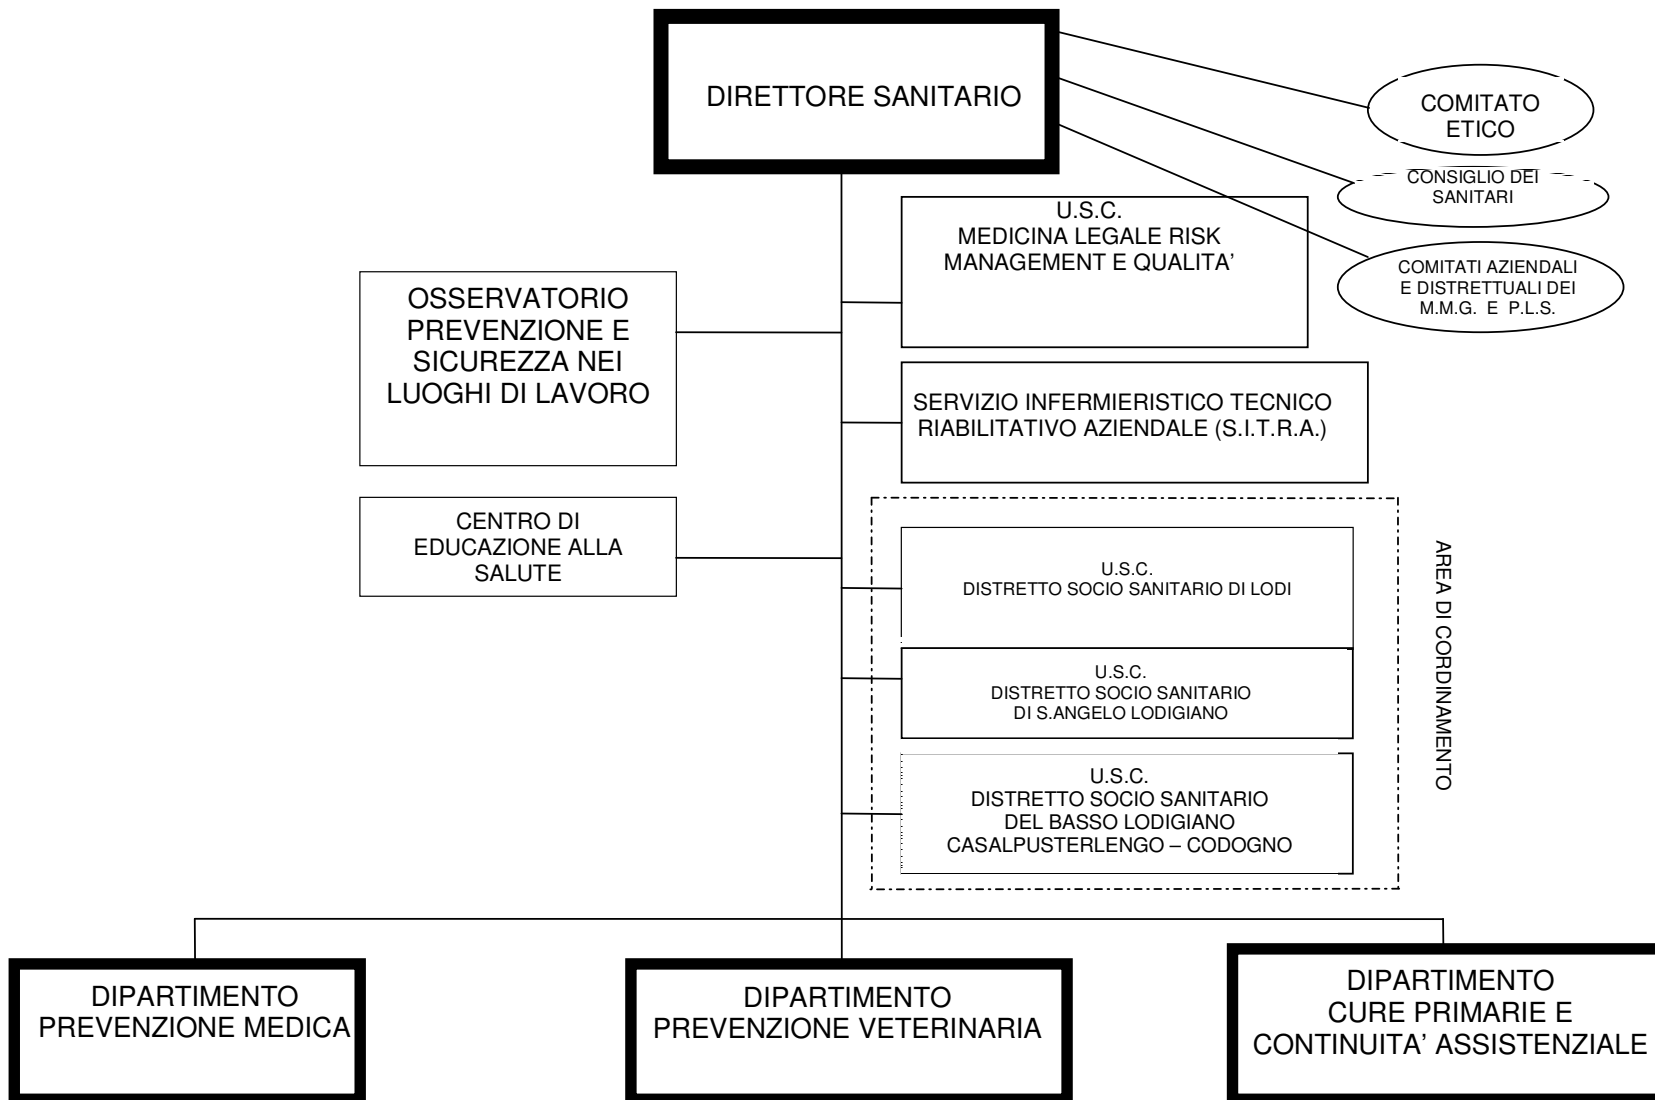 DIRETTORE SANITARIO
COMITATO
ETICO
CONSIGLIO DEI
SANITARI
COMITATI AZIENDALI
E DISTRETTUALI DEI
M.M.G. E P.L.S.
U.S.C.
MEDICINA LEGALE RISK
MANAGEMENT E QUALITA'
OSSERVATORIO
PREVENZIONE E
SICUREZZA NEI
LUOGHI DI LAVORO
SERVIZIO INFERMIERISTICO TECNICO
RIABILITATIVO AZIENDALE (S.I.T.R.A.)
CENTRO DI
EDUCAZIONE ALLA
SALUTE
U.S.C.
DISTRETTO SOCIO SANITARIO DI LODI
U.S.C.
DISTRETTO SOCIO SANITARIO
DI S.ANGELO LODIGIANO
U.S.C.
DISTRETTO SOCIO SANITARIO
DEL BASSO LODIGIANO
CASALPUSTERLENGO – CODOGNO
AREA DI CORDINAMENTO
DIPARTIMENTO
PREVENZIONE MEDICA
DIPARTIMENTO
PREVENZIONE VETERINARIA
DIPARTIMENTO
CURE PRIMARIE E
CONTINUITA' ASSISTENZIALE